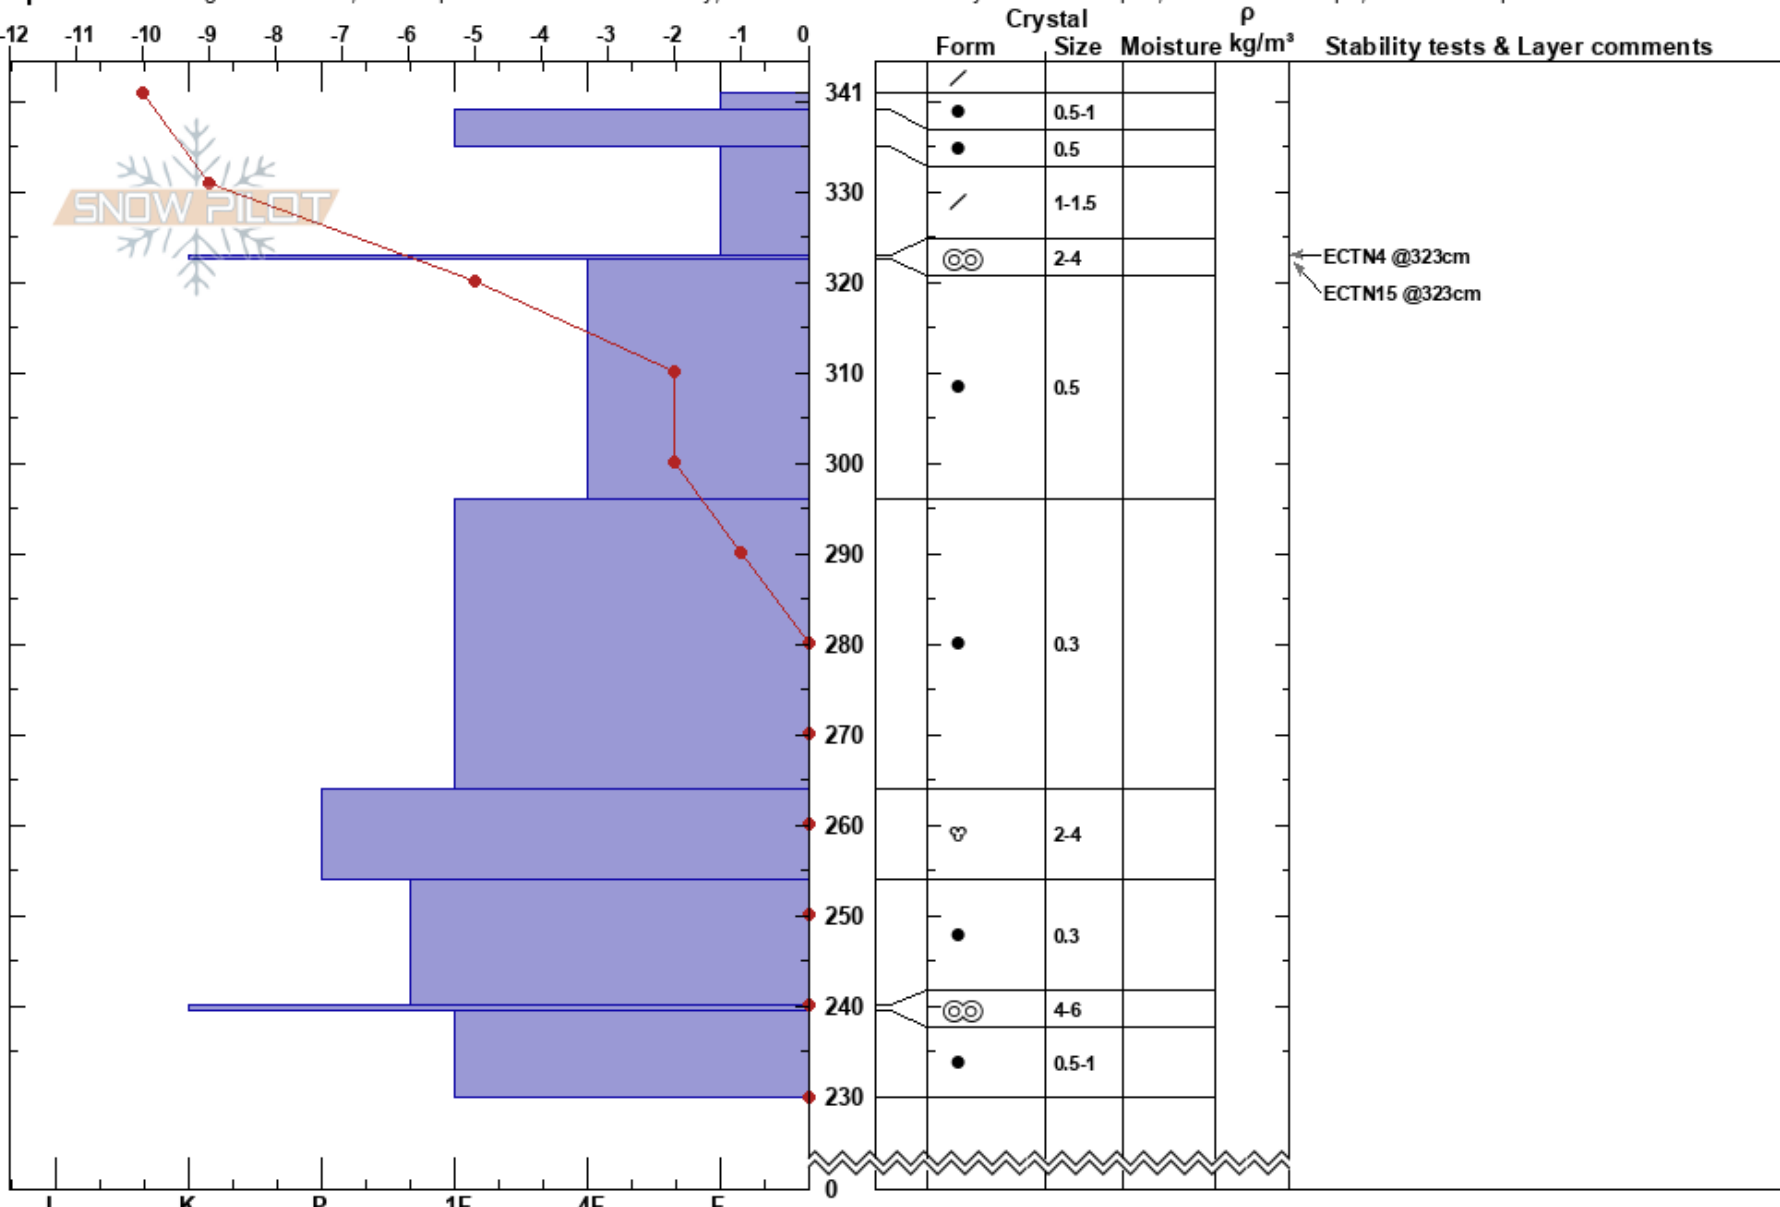 Crystal ρ
-12 -11 -10 -9 -8 -7 -6 -5 -4 -3 -2 -1 0 Form Size Moisture kg/m³ Stability tests & Layer comments
341
0.5-1
0.5
330 1-1.5
SNOW PILOT
2-4 ECTN4 @323cm
320 ECTN15 @323cm
310 0.5
300
290
280 0.3
270
260 2-4
250
0.3
240 4-6
0.5-1
230
0
I K P 1F 4F F